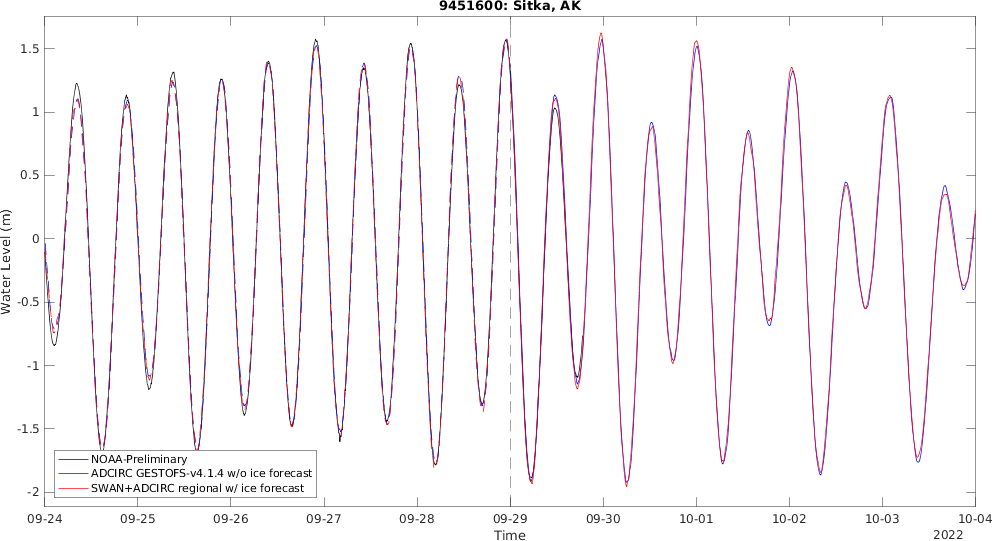 9451600: Sitka, AK
Water Level (m)
1.5
1
0.5
0
-0.5
-1
-1.5
-2
NOAA-Preliminary
ADCIRC GESTOFS-v4.1.4 w/o ice forecast
SWAN+ADCIRC regional w/ ice forecast
09-24 09-25 09-26 09-27 09-28 09-29 09-30 10-01 10-02 10-03 10-04
Time
2022